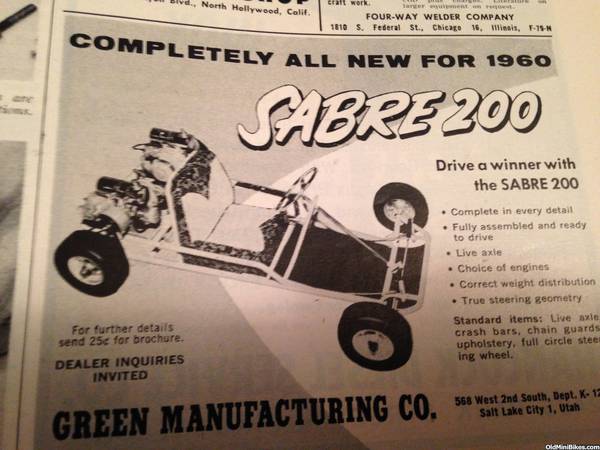 Blvd., North Hollywood, Calif.
craft work.
larger equipment on request.
FOUR-WAY WELDER COMPANY
1810 S. Federal St., Chicago 16, Illinois, F-79-M
are
COMPLETELY ALL NEW FOR 1960
SABRE 200
Drive a winner with
the SABRE 200
• Complete in every detail
• Fully assembled and ready
to drive
• Live axle
• Choice of engines
• Correct weight distribution
• True steering geometry
Standard items: Live axle
crash bars, chain guards
upholstery, full circle stee
ing wheel.
For further details
send 25¢ for brochure.
DEALER INQUIRIES
INVITED
GREEN MANUFACTURING CO.
568 West 2nd South, Dept. K-12
Salt Lake City 1, Utah
OldMiniBikes.com